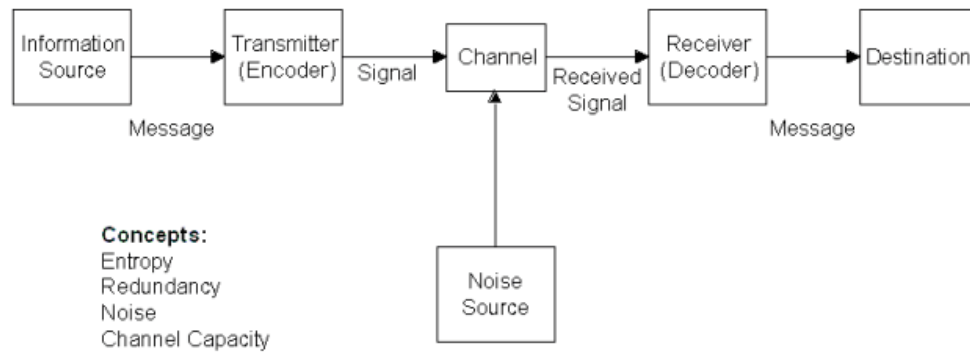 Information
Source
Transmitter
(Encoder)
Channel
Receiver
(Decoder)
Destination
Signal
Received
Signal
Message
Message
Concepts:
Entropy
Redundancy
Noise
Channel Capacity
Noise
Source